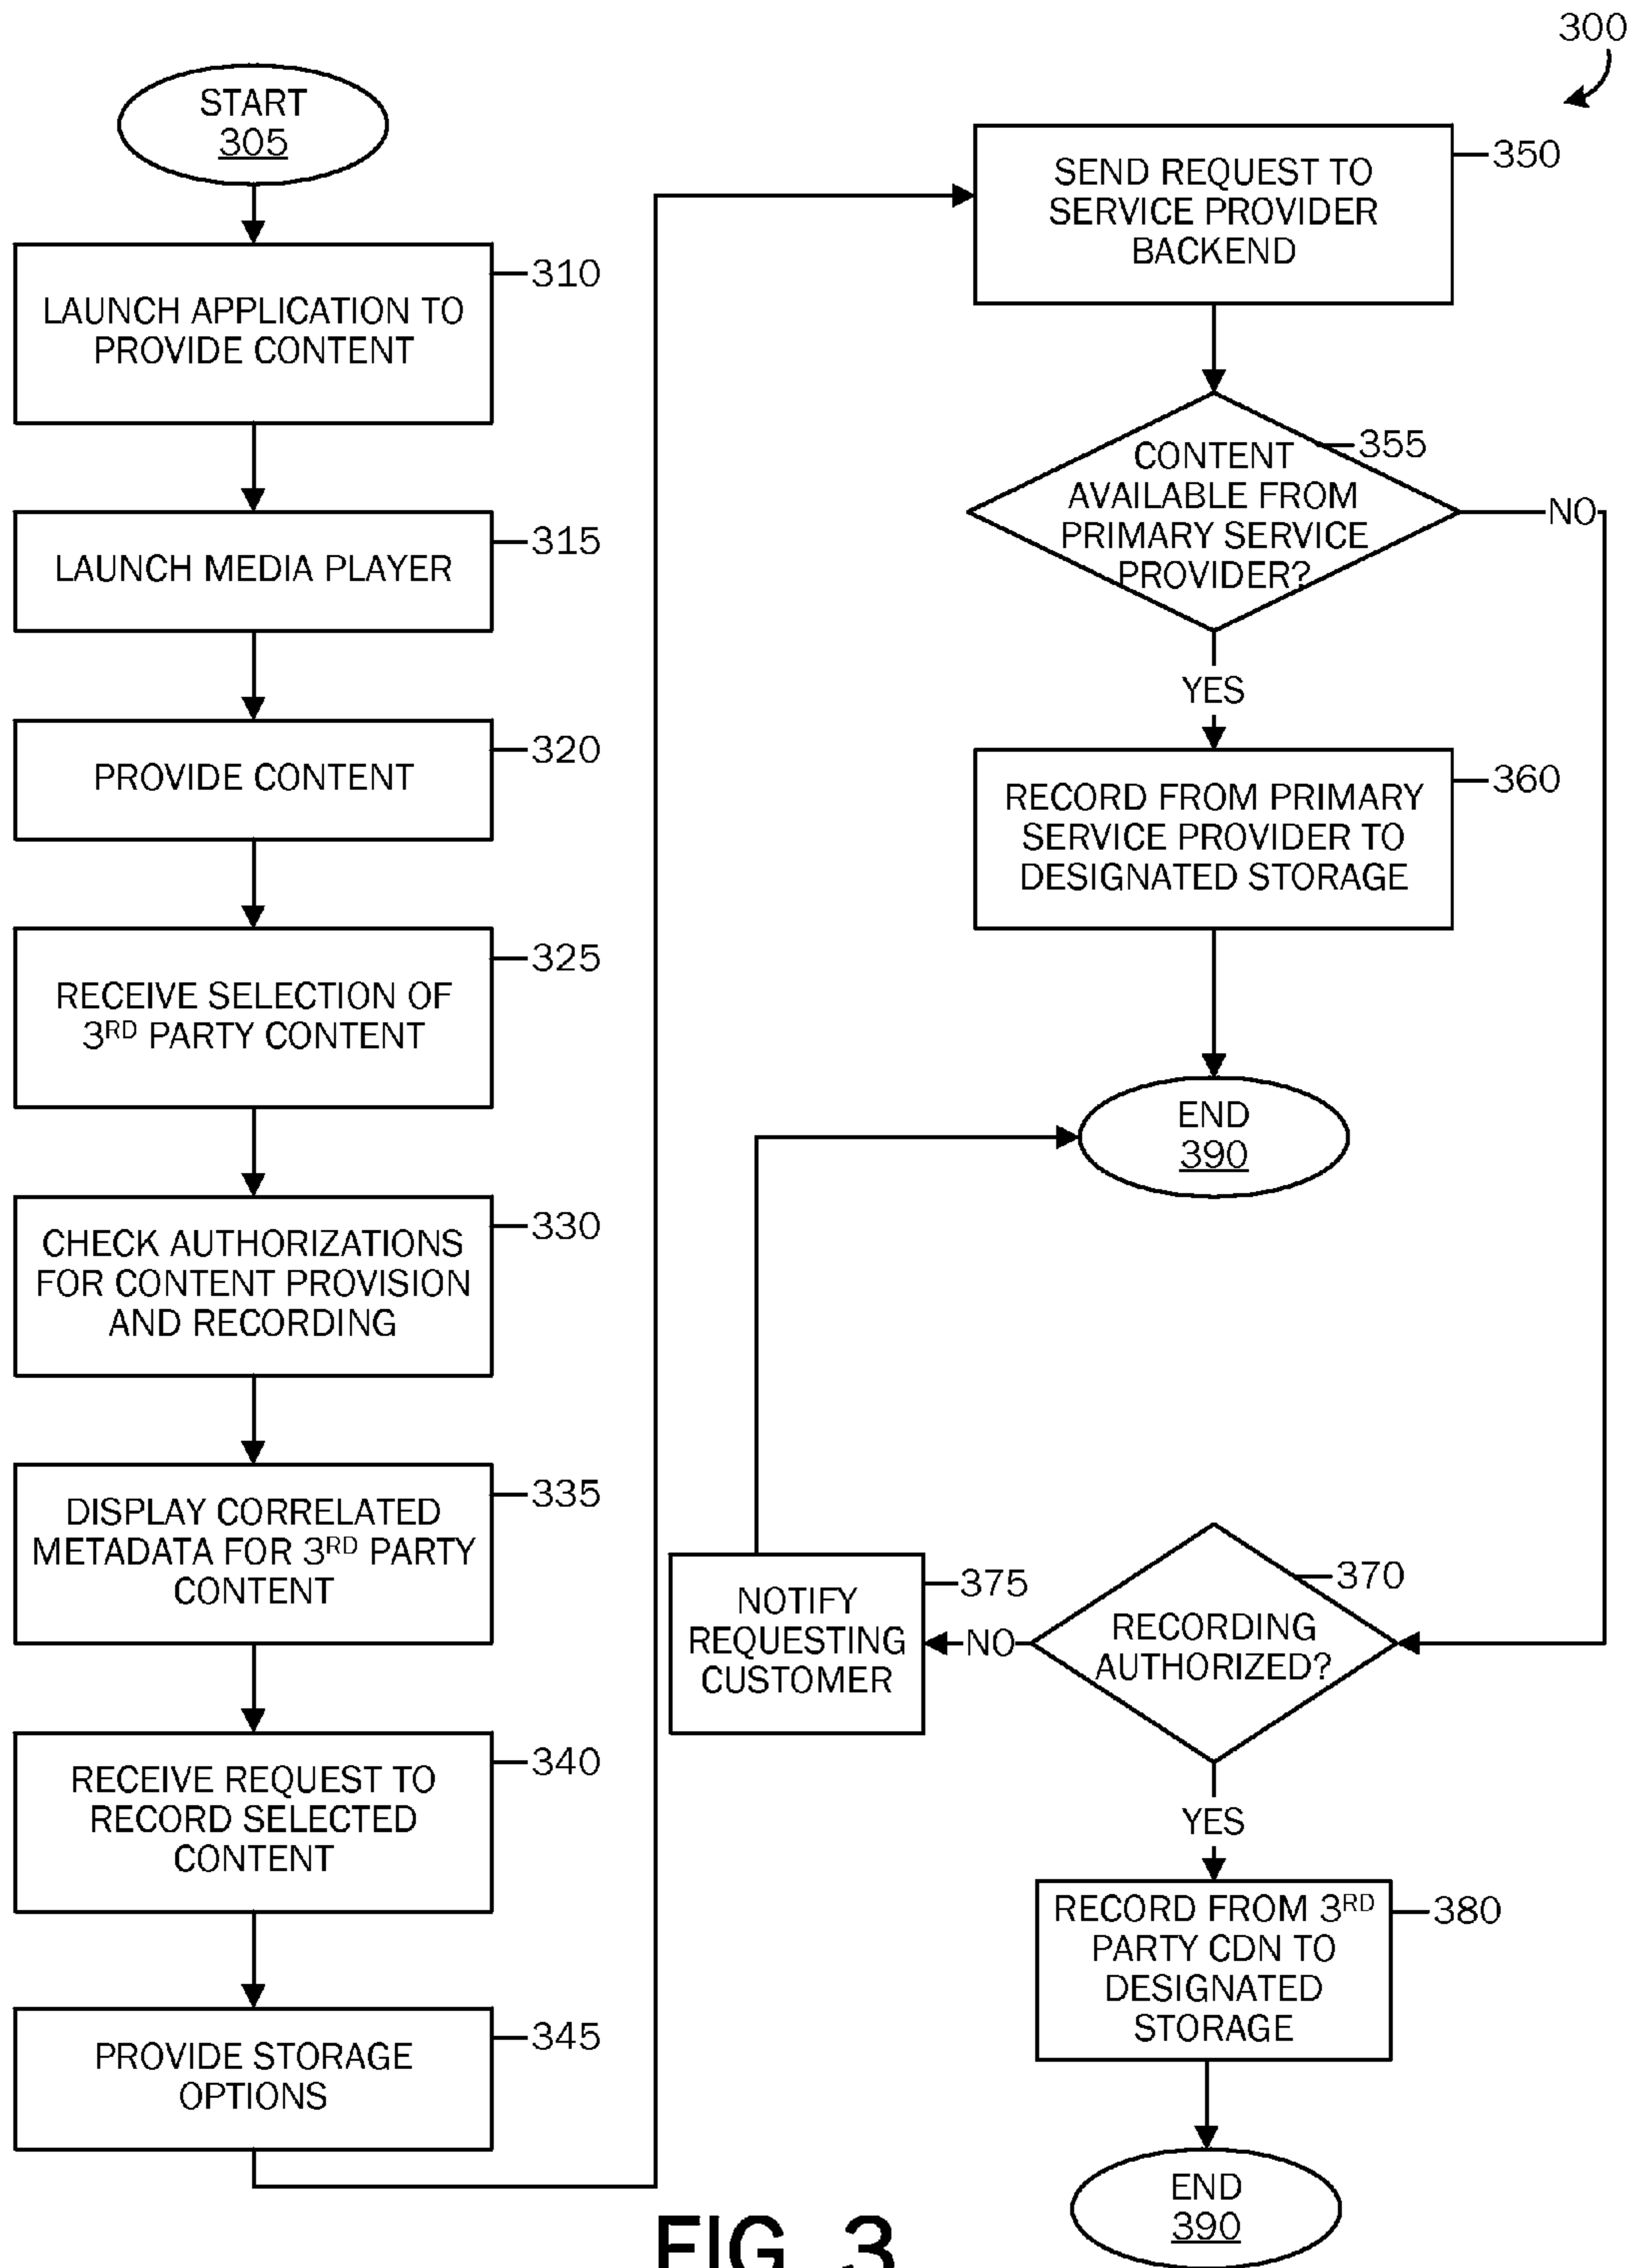 300
START
305
LAUNCH APPLICATION TO
PROVIDE CONTENT
310
LAUNCH MEDIA PLAYER
315
PROVIDE CONTENT
320
RECEIVE SELECTION OF
3RD PARTY CONTENT
325
CHECK AUTHORIZATIONS
FOR CONTENT PROVISION
AND RECORDING
330
DISPLAY CORRELATED
METADATA FOR 3RD PARTY
CONTENT
335
RECEIVE REQUEST TO
RECORD SELECTED
CONTENT
340
PROVIDE STORAGE
OPTIONS
345
SEND REQUEST TO
SERVICE PROVIDER
BACKEND
350
CONTENT
AVAILABLE FROM
PRIMARY SERVICE
PROVIDER?
355
NO
YES
RECORD FROM PRIMARY
SERVICE PROVIDER TO
DESIGNATED STORAGE
360
END
390
RECORDING
AUTHORIZED?
370
NO
NOTIFY
REQUESTING
CUSTOMER
375
YES
RECORD FROM 3RD
PARTY CDN TO
DESIGNATED
STORAGE
380
END
390
FIG. 3